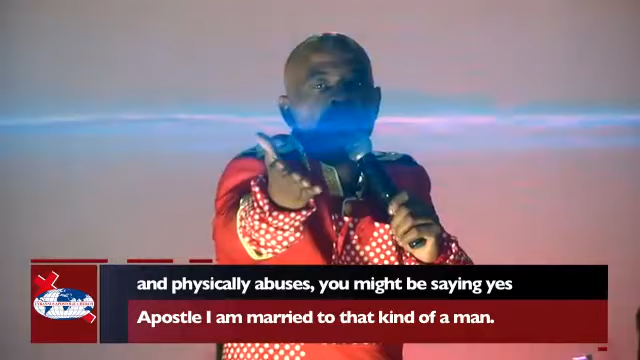 and physically abuses, you might be saying yes
Apostle I am married to that kind of a man.